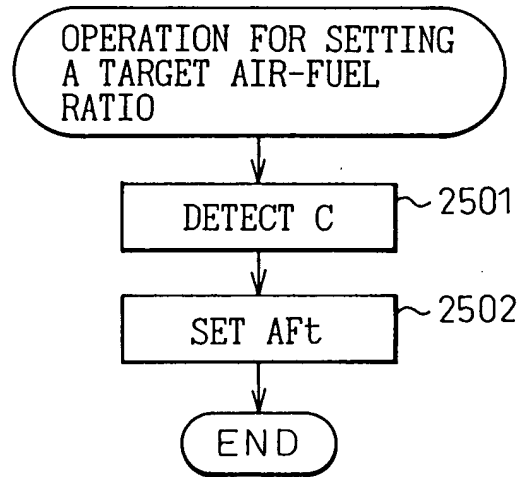 OPERATION FOR SETTING
A TARGET AIR-FUEL
RATIO
DETECT C
2501
SET AFt
2502
END